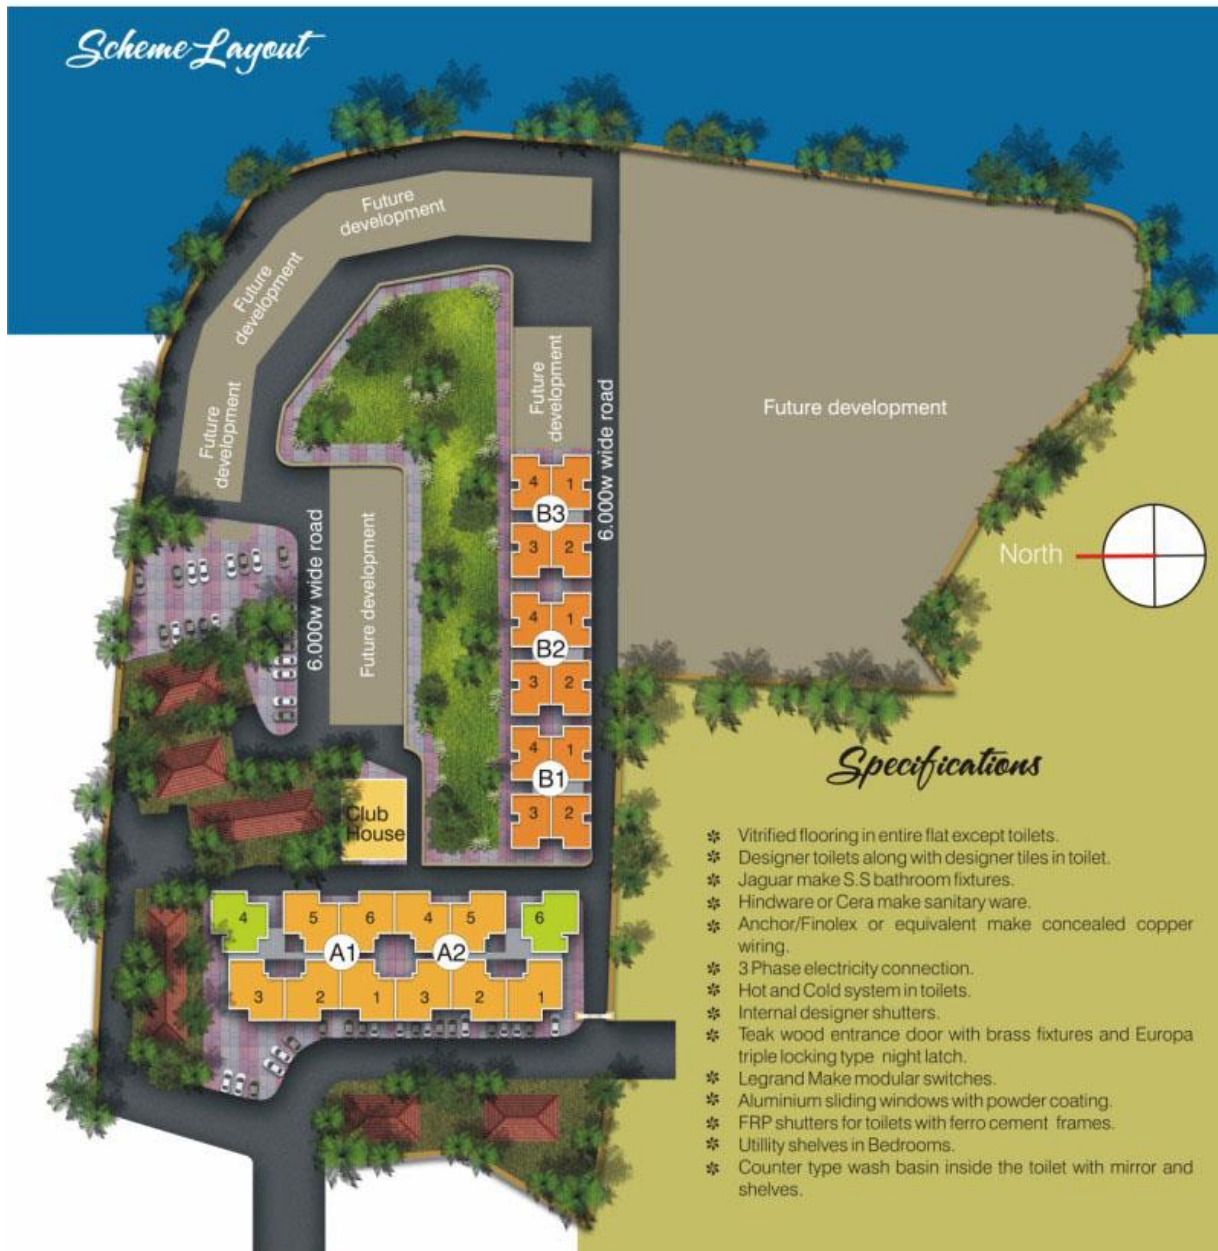 Scheme Layout
Future
development
Future
development
Future
development
Future
development
Future development
6.000w wide road
6.000w wide road
Future development
North
4 1
B3
3 2
4 1
B2
3 2
4 1
B1
3 2
Club
House
4 5 6 4 5 6
A1 A2
3 2 1 3 2 1
Specifications
Vitrified flooring in entire flat except toilets.
Designer toilets along with designer tiles in toilet.
Jaguar make S.S bathroom fixtures.
Hindware or Cera make sanitary ware.
Anchor/Finolex or equivalent make concealed copper
wiring.
3 Phase electricity connection.
Hot and Cold system in toilets.
Internal designer shutters.
Teak wood entrance door with brass fixtures and Europa
triple locking type night latch.
Legrand Make modular switches.
Aluminium sliding windows with powder coating.
FRP shutters for toilets with ferro cement frames.
Utillity shelves in Bedrooms.
Counter type wash basin inside the toilet with mirror and
shelves.